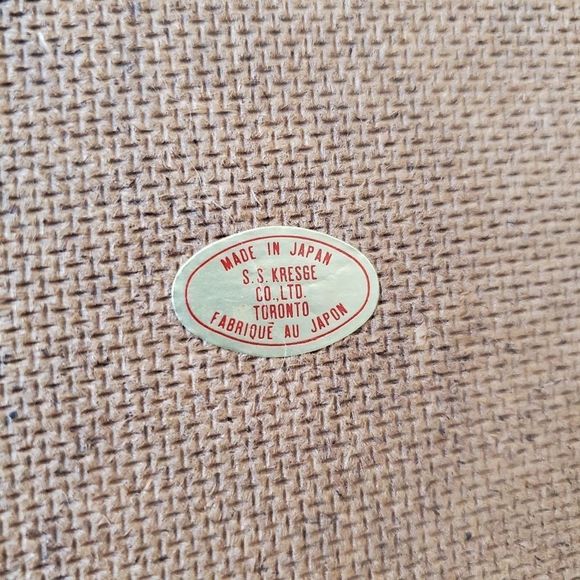 MADE IN JAPAN
S.S. KRESGE
CO., LTD.
TORONTO
FABRIQUÉ AU JAPON